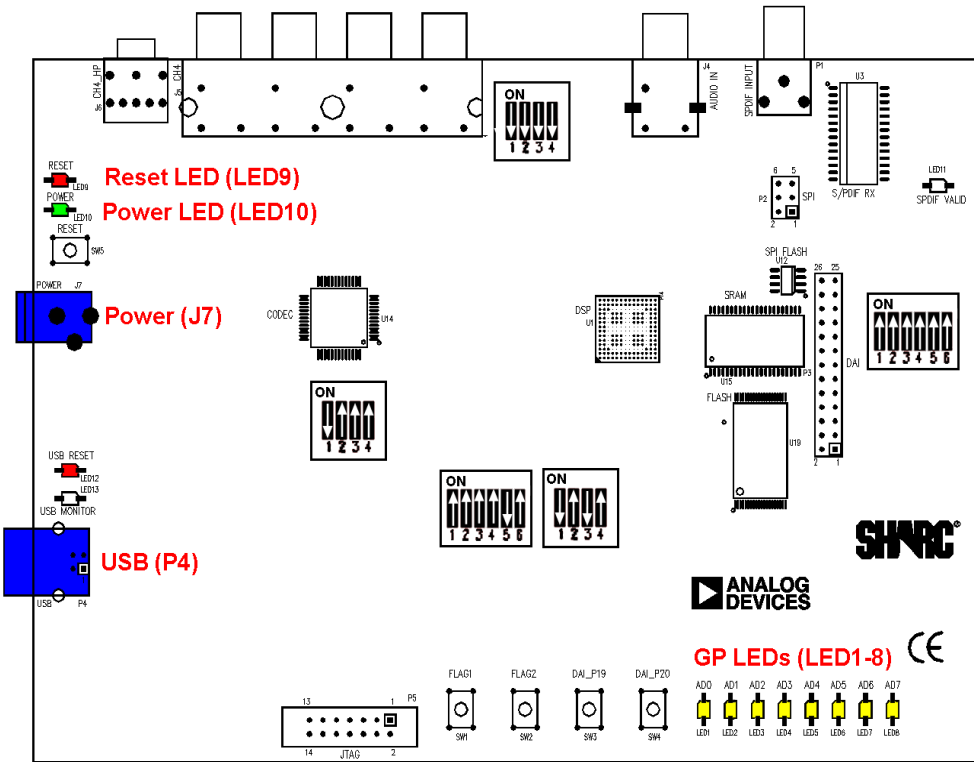 CH4_HP
J6
CH4
J5
J4
AUDIO IN
SPDIF INPUT
P1
U3
S/PDIF RX
ON
1 2 3 4
RESET
LED9
Reset LED (LED9)
POWER
LED10
Power LED (LED10)
RESET
SW5
6 5
P2
SPI
2 1
LED11
SPDIF VALID
POWER J7
Power (J7)
CODEC
U14
DSP
U1
SPI FLASH
U12
26 25
SRAM
U15
P3
DAI
2 1
ON
1 2 3 4 5 6
FLASH
U19
ON
1 2 3 4
USB RESET
LED12
LED13
USB MONITOR
ON
1 2 3 4 5 6
ON
1 2 3 4
USB (P4)
USB P4
SHARC®
ANALOG
DEVICES
CE
GP LEDs (LED1-8)
FLAG1 FLAG2 DAI_P19 DAI_P20
SW1 SW2 SW3 SW4
AD0 AD1 AD2 AD3 AD4 AD5 AD6 AD7
LED1 LED2 LED3 LED4 LED5 LED6 LED7 LED8
13 1 P5
14 JTAG 2